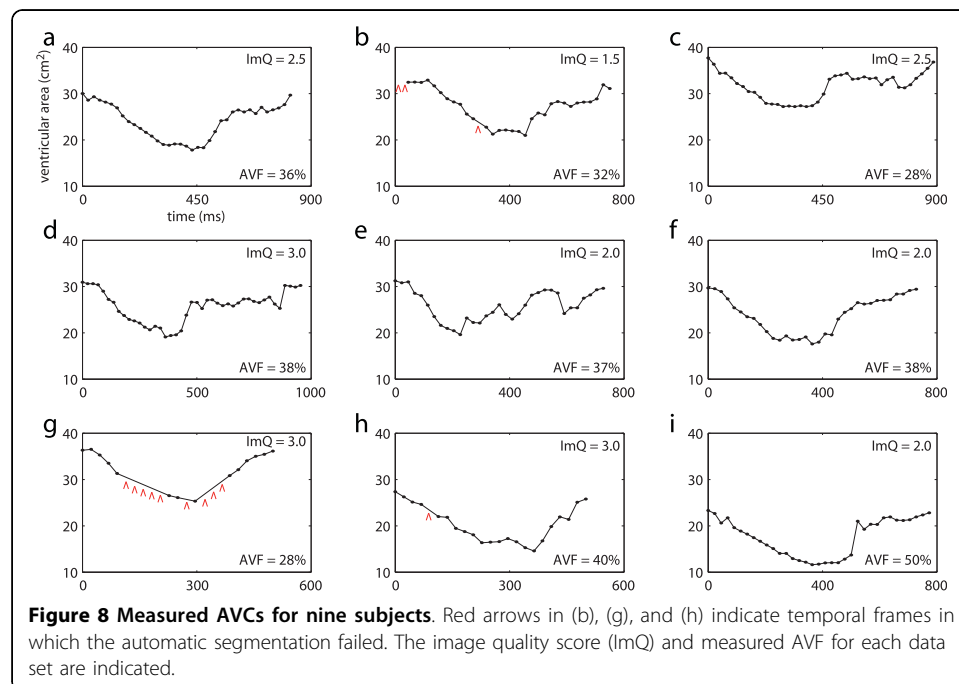 a
b
c
40
30
20
10
ImQ = 2.5
AVF = 36%
0
450
900
ventricular area (cm²)
time (ms)
40
30
20
10
ImQ = 1.5
AVF = 32%
0
400
800
40
30
20
10
ImQ = 2.5
AVF = 28%
0
450
900
d
e
f
40
30
20
10
ImQ = 3.0
AVF = 38%
0
500
1000
40
30
20
10
ImQ = 2.0
AVF = 37%
0
400
800
40
30
20
10
ImQ = 2.0
AVF = 38%
0
400
800
g
h
i
40
30
20
10
ImQ = 3.0
AVF = 28%
0
300
600
40
30
20
10
ImQ = 3.0
AVF = 40%
0
300
600
40
30
20
10
ImQ = 2.0
AVF = 50%
0
400
800
Figure 8 Measured AVCs for nine subjects. Red arrows in (b), (g), and (h) indicate temporal frames in
which the automatic segmentation failed. The image quality score (ImQ) and measured AVF for each data
set are indicated.